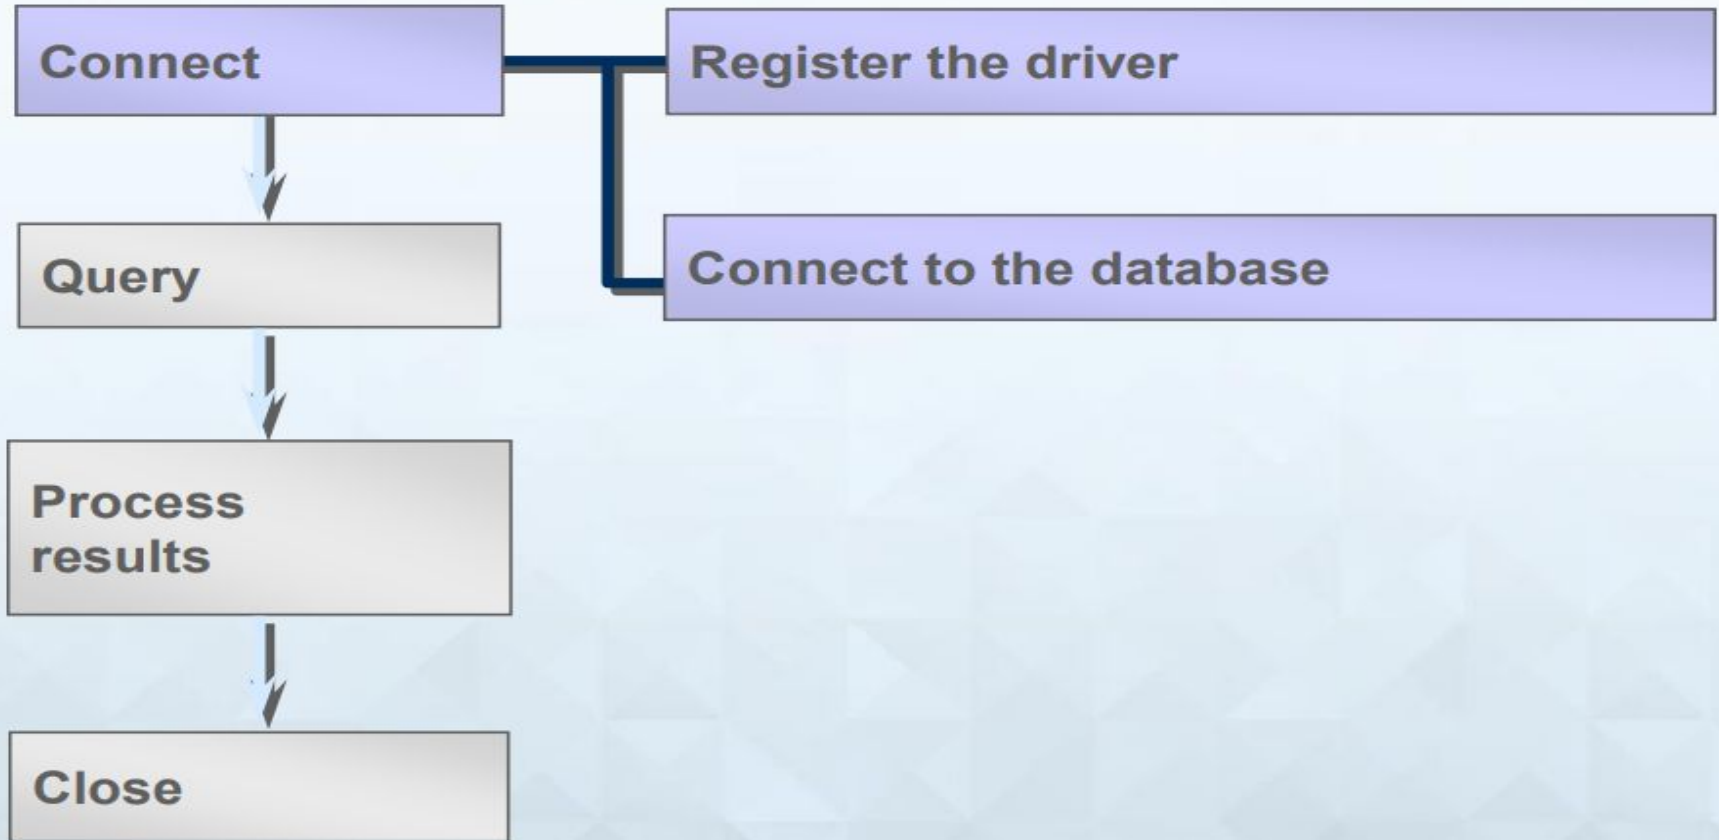 Connect
Register the driver
Query
Connect to the database
Process
results
Close